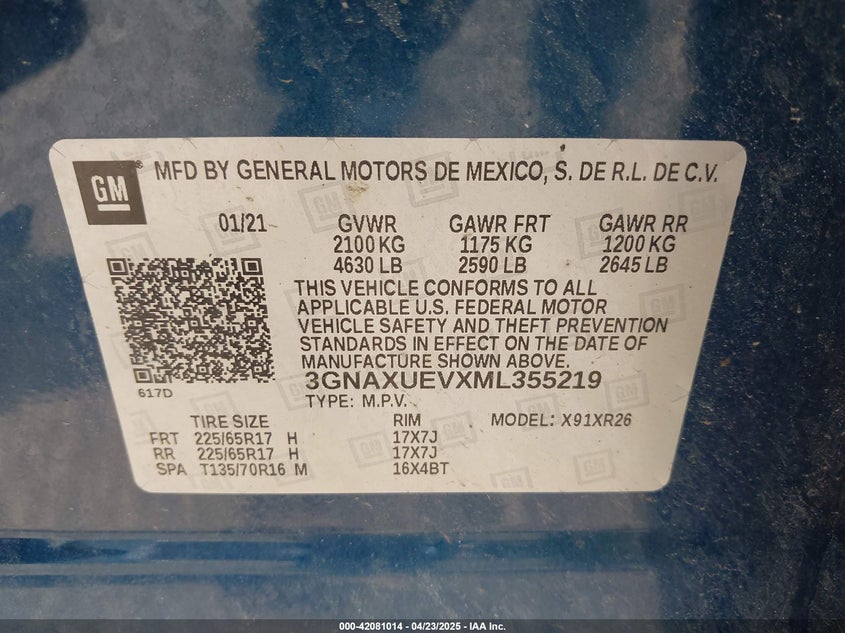 GM
MFD BY GENERAL MOTORS DE MEXICO, S. DE R.L. DE C.V.
01/21 GVWR GAWR FRT GAWR RR
2100 KG 1175 KG 1200 KG
4630 LB 2590 LB 2645 LB
THIS VEHICLE CONFORMS TO ALL
APPLICABLE U.S. FEDERAL MOTOR
VEHICLE SAFETY AND THEFT PREVENTION
STANDARDS IN EFFECT ON THE DATE OF
MANUFACTURE SHOWN ABOVE.
3GNAXUEVXML355219
617D
TYPE: M.P.V.
TIRE SIZE RIM MODEL: X91XR26
FRT 225/65R17 H 17X7J
RR 225/65R17 H 17X7J
SPA T135/70R16 M 16X4BT
000-42081014 - 04/23/2025 - IAA Inc.